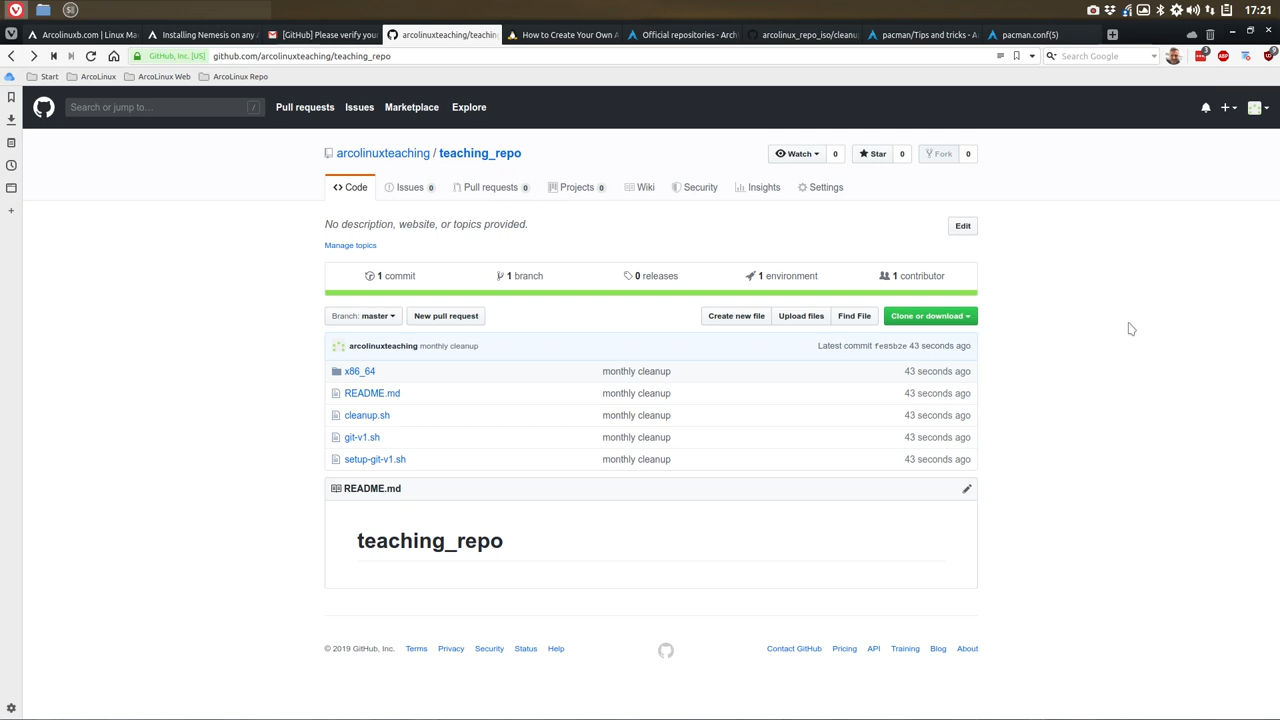 17:21
Arcolinuxb.com | Linux Ma
Installing Nemesis on any
[GitHub] Please verify your
arcolinuxteaching/teaching
How to Create Your Own A
Official repositories - Arch
arcolinux_repo_iso/cleanu
pacman/Tips and tricks - A
pacman.conf(5)
GitHub, Inc. [US]
github.com/arcolinuxteaching/teaching_repo
Search Google
3
ABP
9
Start
ArcoLinux
ArcoLinux Web
ArcoLinux Repo
Search or jump to…
/
Pull requests
Issues
Marketplace
Explore
arcolinuxteaching / teaching_repo
Watch 0
Star 0
Fork 0
Code
Issues 0
Pull requests 0
Projects 0
Wiki
Security
Insights
Settings
No description, website, or topics provided.
Edit
Manage topics
1 commit
1 branch
0 releases
1 environment
1 contributor
Branch: master
New pull request
Create new file
Upload files
Find File
Clone or download
arcolinuxteaching monthly cleanup
Latest commit fe85b2e 43 seconds ago
x86_64 monthly cleanup 43 seconds ago
README.md monthly cleanup 43 seconds ago
cleanup.sh monthly cleanup 43 seconds ago
git-v1.sh monthly cleanup 43 seconds ago
setup-git-v1.sh monthly cleanup 43 seconds ago
README.md
teaching_repo
© 2019 GitHub, Inc.
Terms
Privacy
Security
Status
Help
Contact GitHub
Pricing
API
Training
Blog
About